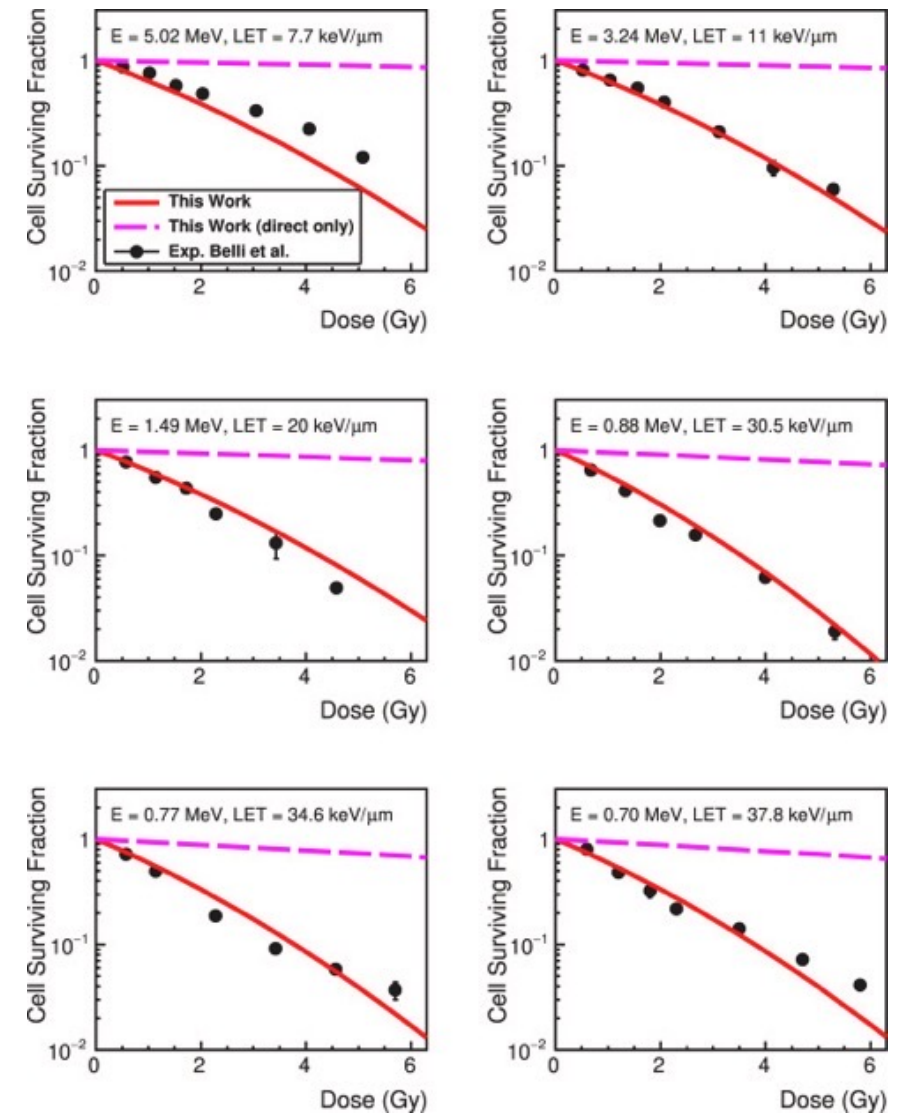 E = 5.02 MeV, LET = 7.7 keV/μm
Cell Surviving Fraction
1
10⁻¹
10⁻²
This Work
This Work (direct only)
Exp. Belli et al.
0 2 4 6
Dose (Gy)
E = 3.24 MeV, LET = 11 keV/μm
Cell Surviving Fraction
1
10⁻¹
10⁻²
0 2 4 6
Dose (Gy)
E = 1.49 MeV, LET = 20 keV/μm
Cell Surviving Fraction
1
10⁻¹
10⁻²
0 2 4 6
Dose (Gy)
E = 0.88 MeV, LET = 30.5 keV/μm
Cell Surviving Fraction
1
10⁻¹
10⁻²
0 2 4 6
Dose (Gy)
E = 0.77 MeV, LET = 34.6 keV/μm
Cell Surviving Fraction
1
10⁻¹
10⁻²
0 2 4 6
Dose (Gy)
E = 0.70 MeV, LET = 37.8 keV/μm
Cell Surviving Fraction
1
10⁻¹
10⁻²
0 2 4 6
Dose (Gy)